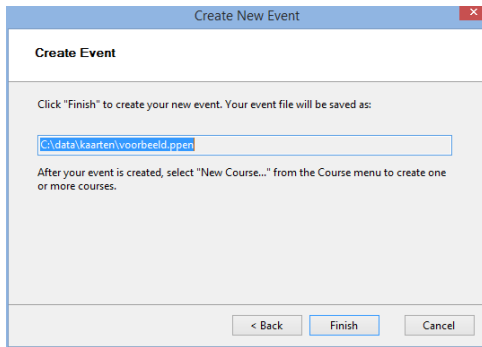 Create New Event
Create Event
Click "Finish" to create your new event. Your event file will be saved as:
C:\data\kaarten\voorbeeld.ppen
After your event is created, select "New Course..." from the Course menu to create one
or more courses.
< Back
Finish
Cancel